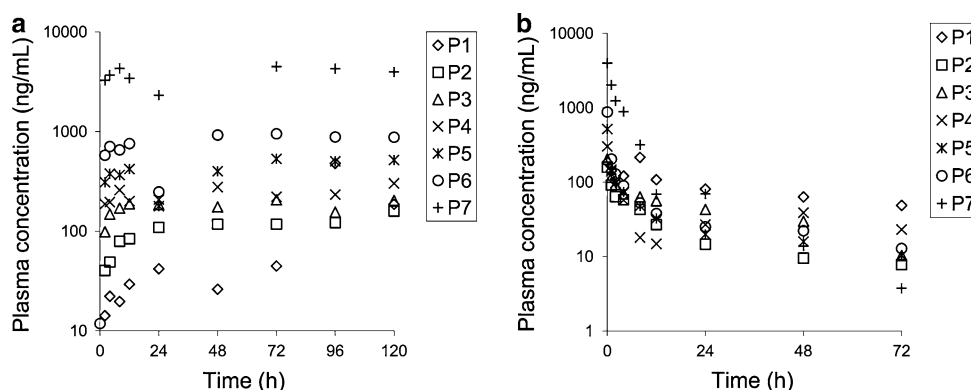 a
10000
1000
100
10
0
24
48
72
96
120
Plasma concentration (ng/mL)
Time (h)
P1
P2
P3
P4
P5
P6
P7
b
10000
1000
100
10
1
0
24
48
72
Plasma concentration (ng/mL)
Time (h)
P1
P2
P3
P4
P5
P6
P7